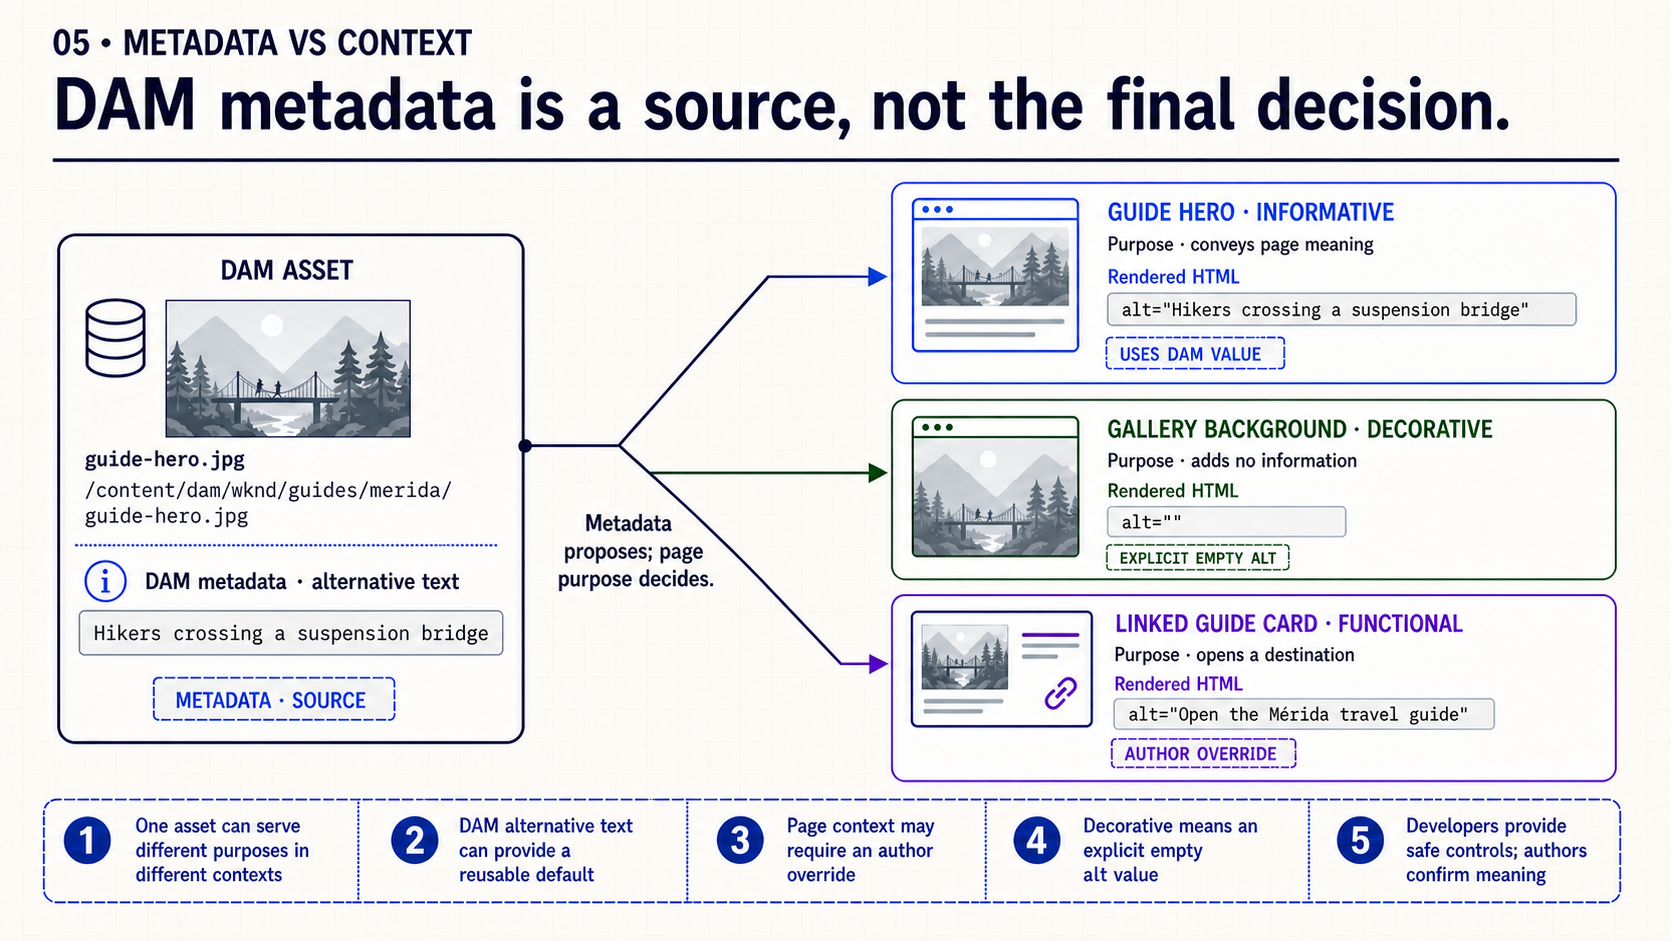 05 • METADATA VS CONTEXT
DAM metadata is a source, not the final decision.
DAM ASSET
guide-hero.jpg
/content/dam/wknd/guides/merida/
guide-hero.jpg
i
DAM metadata · alternative text
Hikers crossing a suspension bridge
METADATA · SOURCE
Metadata
proposes; page
purpose decides.
GUIDE HERO · INFORMATIVE
Purpose · conveys page meaning
Rendered HTML
alt="Hikers crossing a suspension bridge"
USES DAM VALUE
GALLERY BACKGROUND · DECORATIVE
Purpose · adds no information
Rendered HTML
alt=""
EXPLICIT EMPTY ALT
LINKED GUIDE CARD · FUNCTIONAL
Purpose · opens a destination
Rendered HTML
alt="Open the Mérida travel guide"
AUTHOR OVERRIDE
1
One asset can serve
different purposes in
different contexts
2
DAM alternative text
can provide a
reusable default
3
Page context may
require an author
override
4
Decorative means an
explicit empty
alt value
5
Developers provide
safe controls; authors
confirm meaning